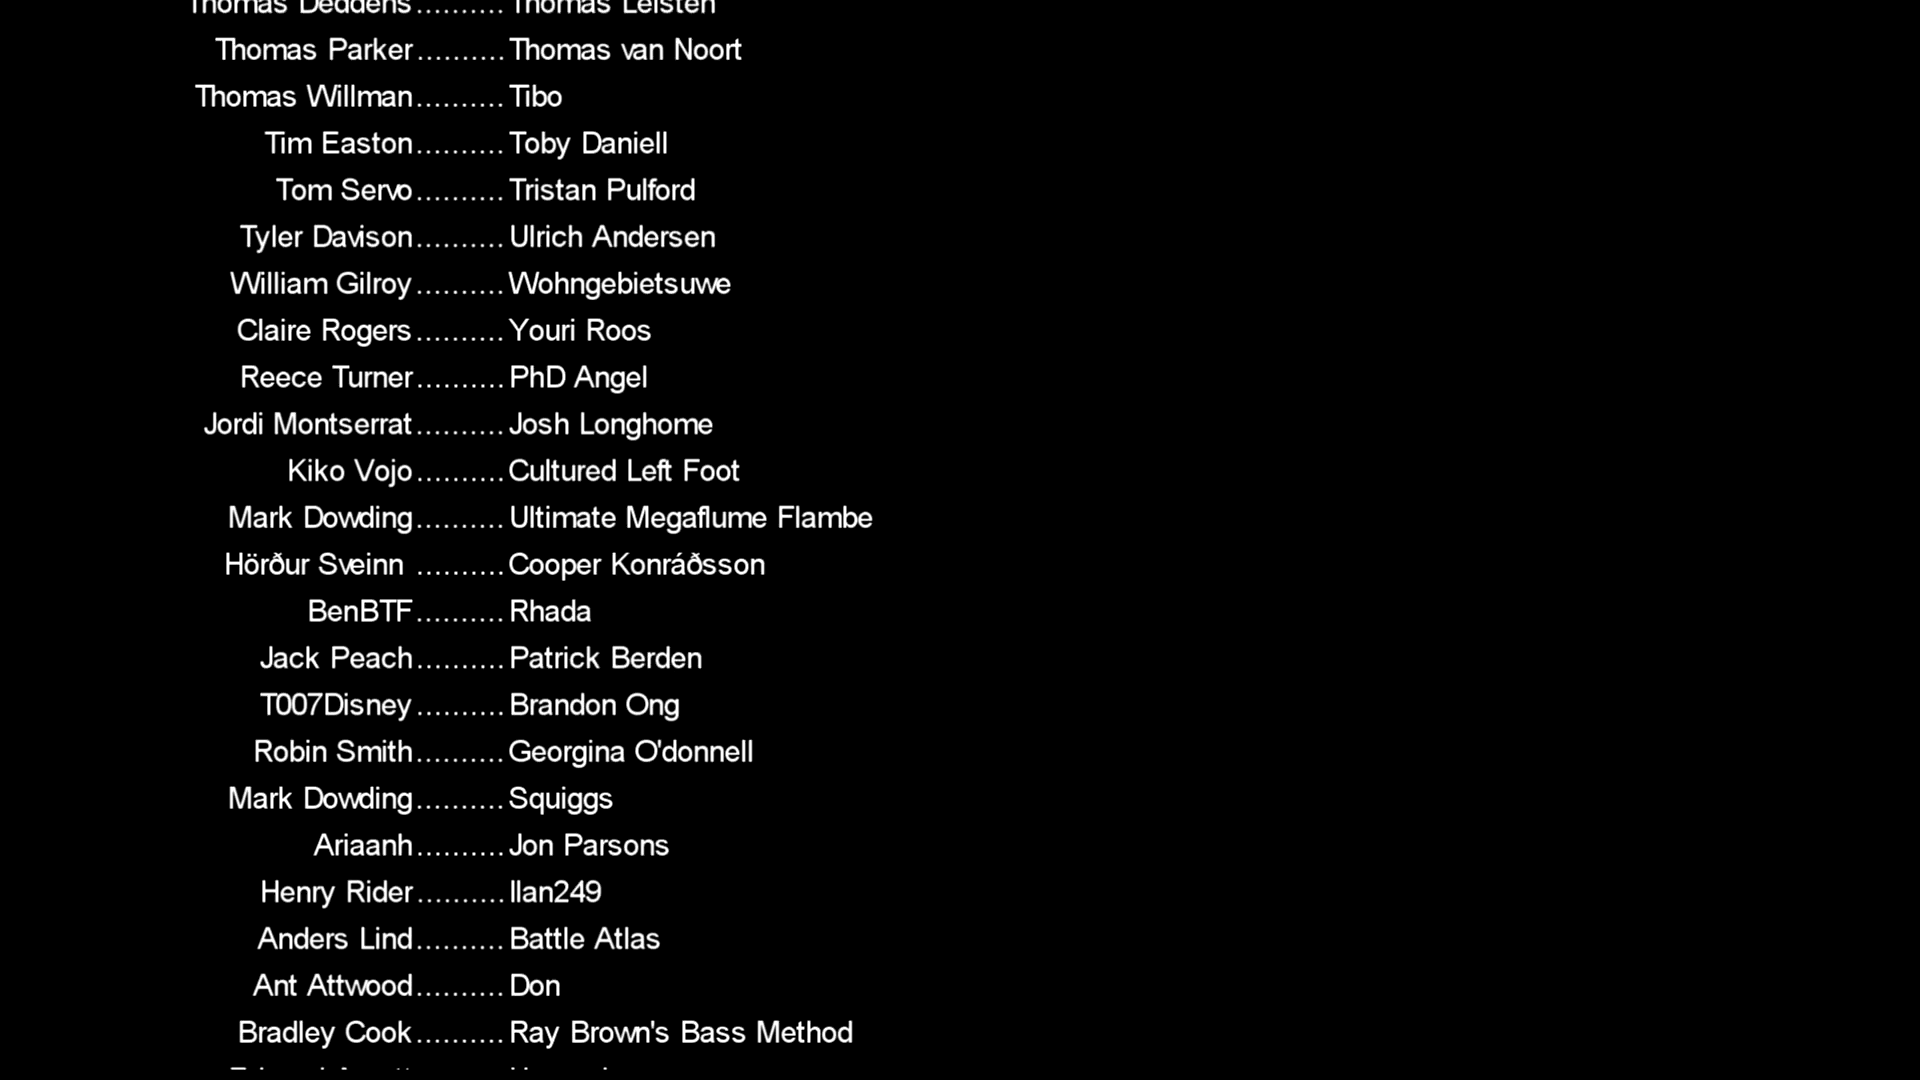 Thomas Deddens..........Thomas Leisten
Thomas Parker..........Thomas van Noort
Thomas Willman..........Tibo
Tim Easton..........Toby Daniell
Tom Servo..........Tristan Pulford
Tyler Davison..........Ulrich Andersen
William Gilroy..........Wohngebietsuwe
Claire Rogers..........Youri Roos
Reece Turner..........PhD Angel
Jordi Montserrat..........Josh Longhome
Kiko Vojo..........Cultured Left Foot
Mark Dowding..........Ultimate Megaflume Flambe
Hörður Sveinn ..........Cooper Konráðsson
BenBTF..........Rhada
Jack Peach..........Patrick Berden
T007Disney..........Brandon Ong
Robin Smith..........Georgina O'donnell
Mark Dowding..........Squiggs
Ariaanh..........Jon Parsons
Henry Rider..........Ilan249
Anders Lind..........Battle Atlas
Ant Attwood..........Don
Bradley Cook..........Ray Brown's Bass Method